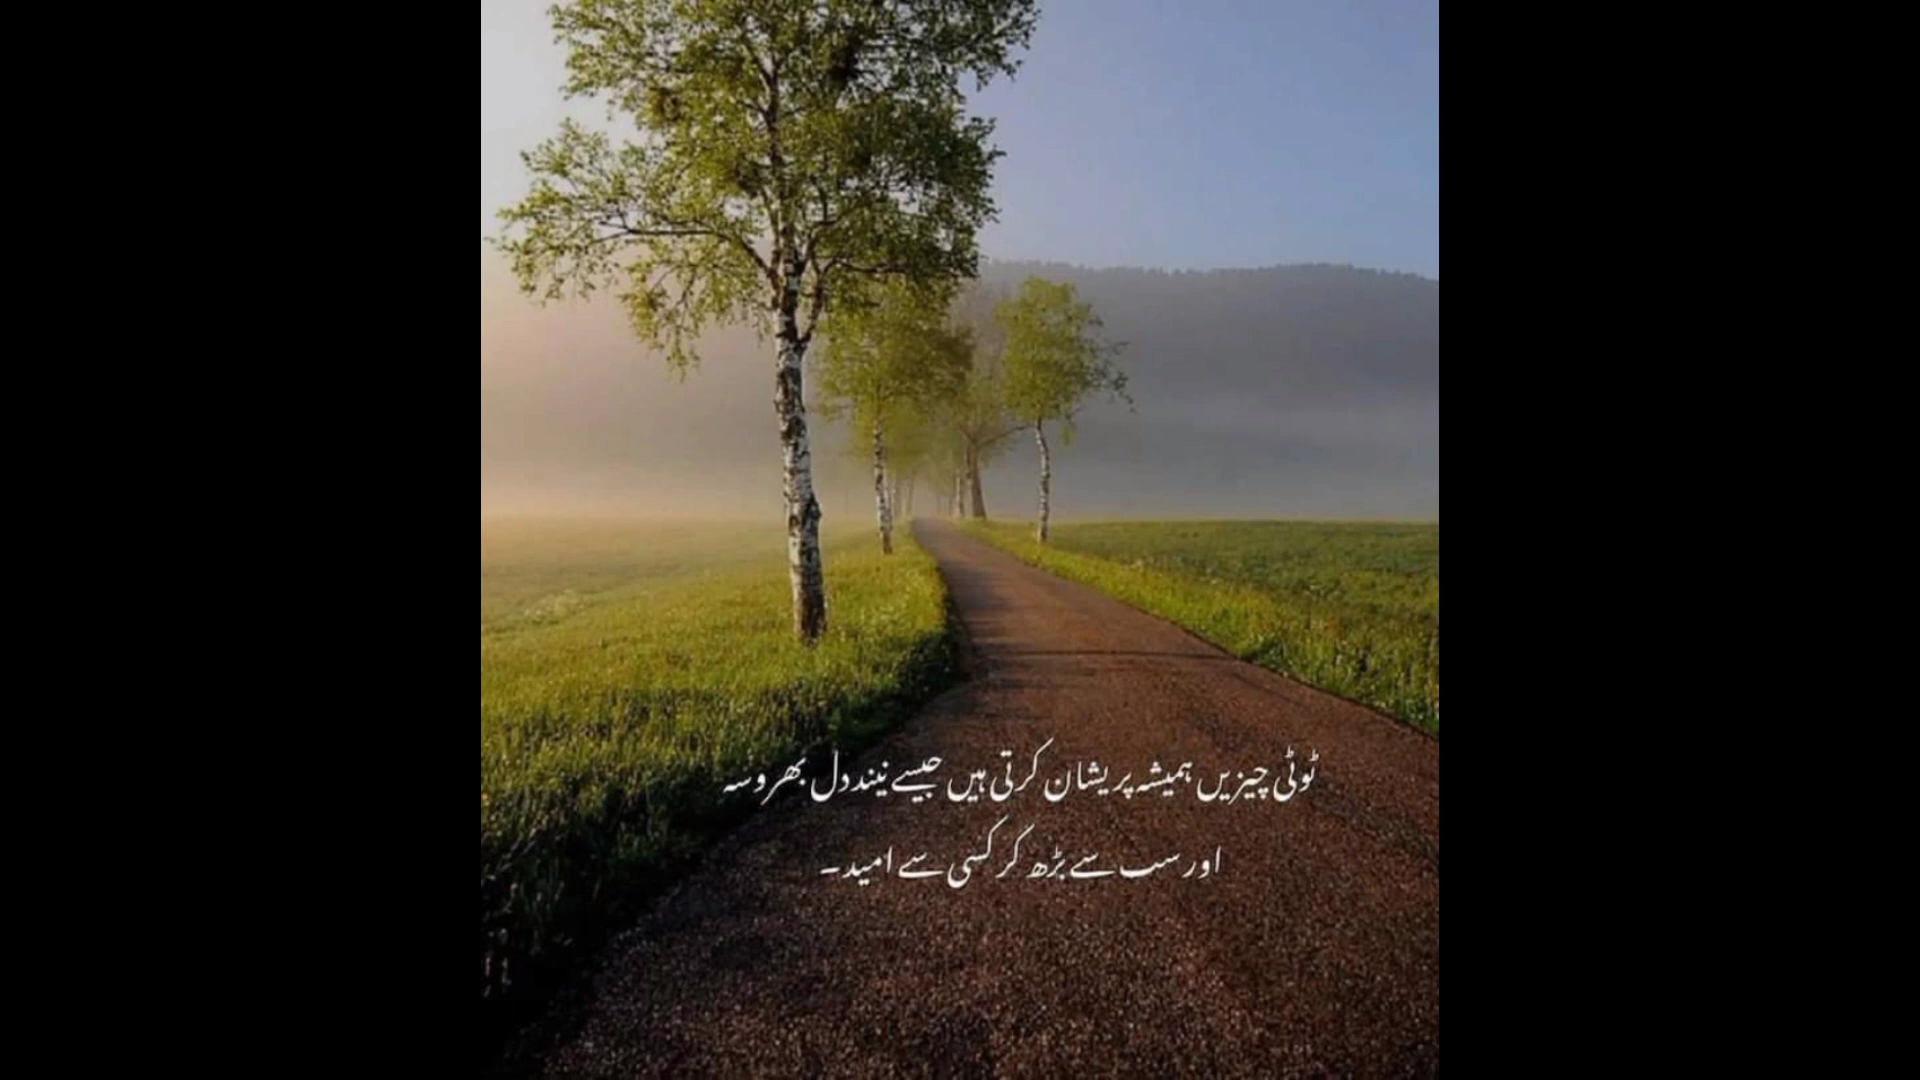 ٹوٹی چیزیں ہمیشہ پریشان کرتی ہیں جیسے نیند دل بھروسہ
اور سب سے بڑھ کر کسی سے امید۔